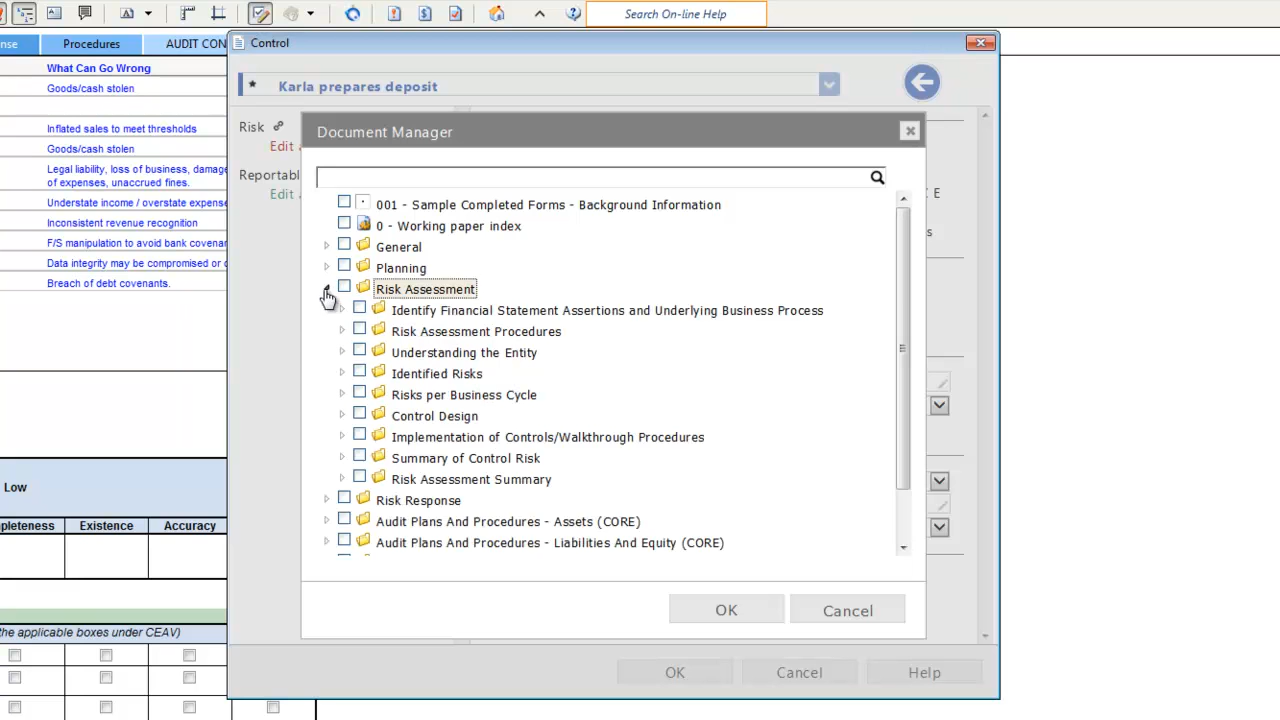 Search On-line Help
nse
Procedures
AUDIT CON
Control
What Can Go Wrong
Goods/cash stolen
Inflated sales to meet thresholds
Goods/cash stolen
Legal liability, loss of business, damage
of expenses, unaccrued fines.
Understate income / overstate expense
Inconsistent revenue recognition
F/S manipulation to avoid bank covenan
Data integrity may be compromised or
Breach of debt covenants.
Low
pleteness
Existence
Accuracy
the applicable boxes under CEAV)
* Karla prepares deposit
Risk
Edit
Reportabl
Edit
C E
s
Document Manager
001 - Sample Completed Forms - Background Information
0 - Working paper index
General
Planning
Risk Assessment
Identify Financial Statement Assertions and Underlying Business Process
Risk Assessment Procedures
Understanding the Entity
Identified Risks
Risks per Business Cycle
Control Design
Implementation of Controls/Walkthrough Procedures
Summary of Control Risk
Risk Assessment Summary
Risk Response
Audit Plans And Procedures - Assets (CORE)
Audit Plans And Procedures - Liabilities And Equity (CORE)
OK
Cancel
OK
Cancel
Help